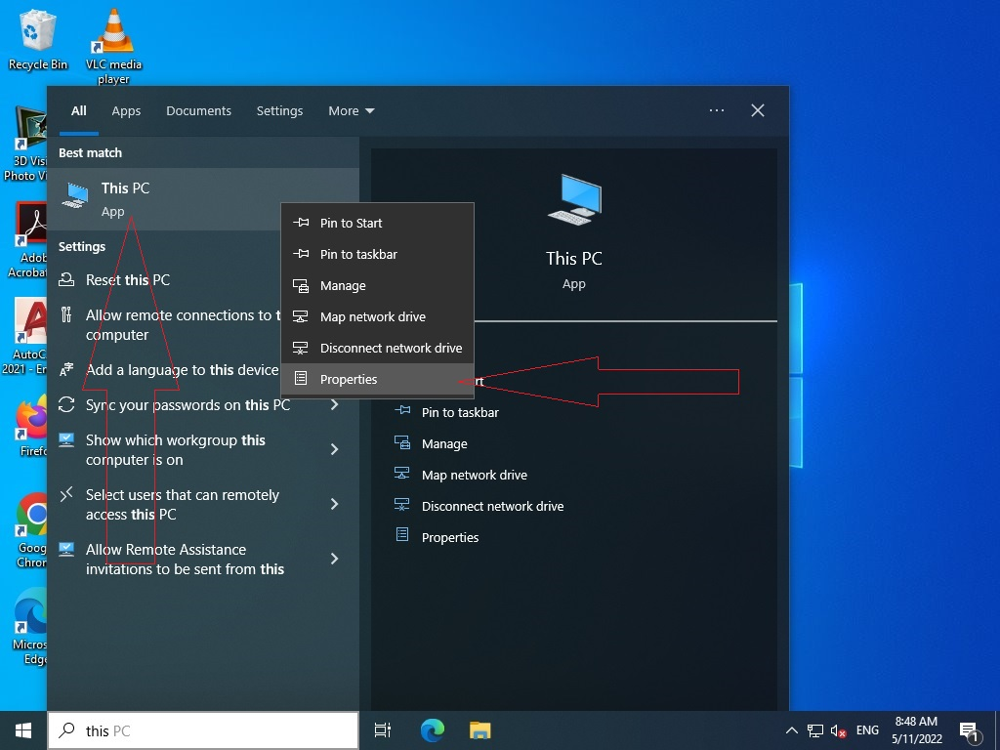 Recycle Bin
VLC media
player
3D Visi
Photo Vi
Adob
Acrobat
AutoC
2021 - En
Firefo
Goog
Chron
Micros
Edge
All
Apps
Documents
Settings
More
Best match
This PC
App
Settings
Reset this PC
Allow remote connections to t
computer
Add a language to this device
Sync your passwords on this PC
Show which workgroup this
computer is on
Select users that can remotely
access this PC
Allow Remote Assistance
invitations to be sent from this
Pin to Start
Pin to taskbar
Manage
Map network drive
Disconnect network drive
Properties
This PC
App
rt
Pin to taskbar
Manage
Map network drive
Disconnect network drive
Properties
this PC
ENG
8:48 AM
5/11/2022
1